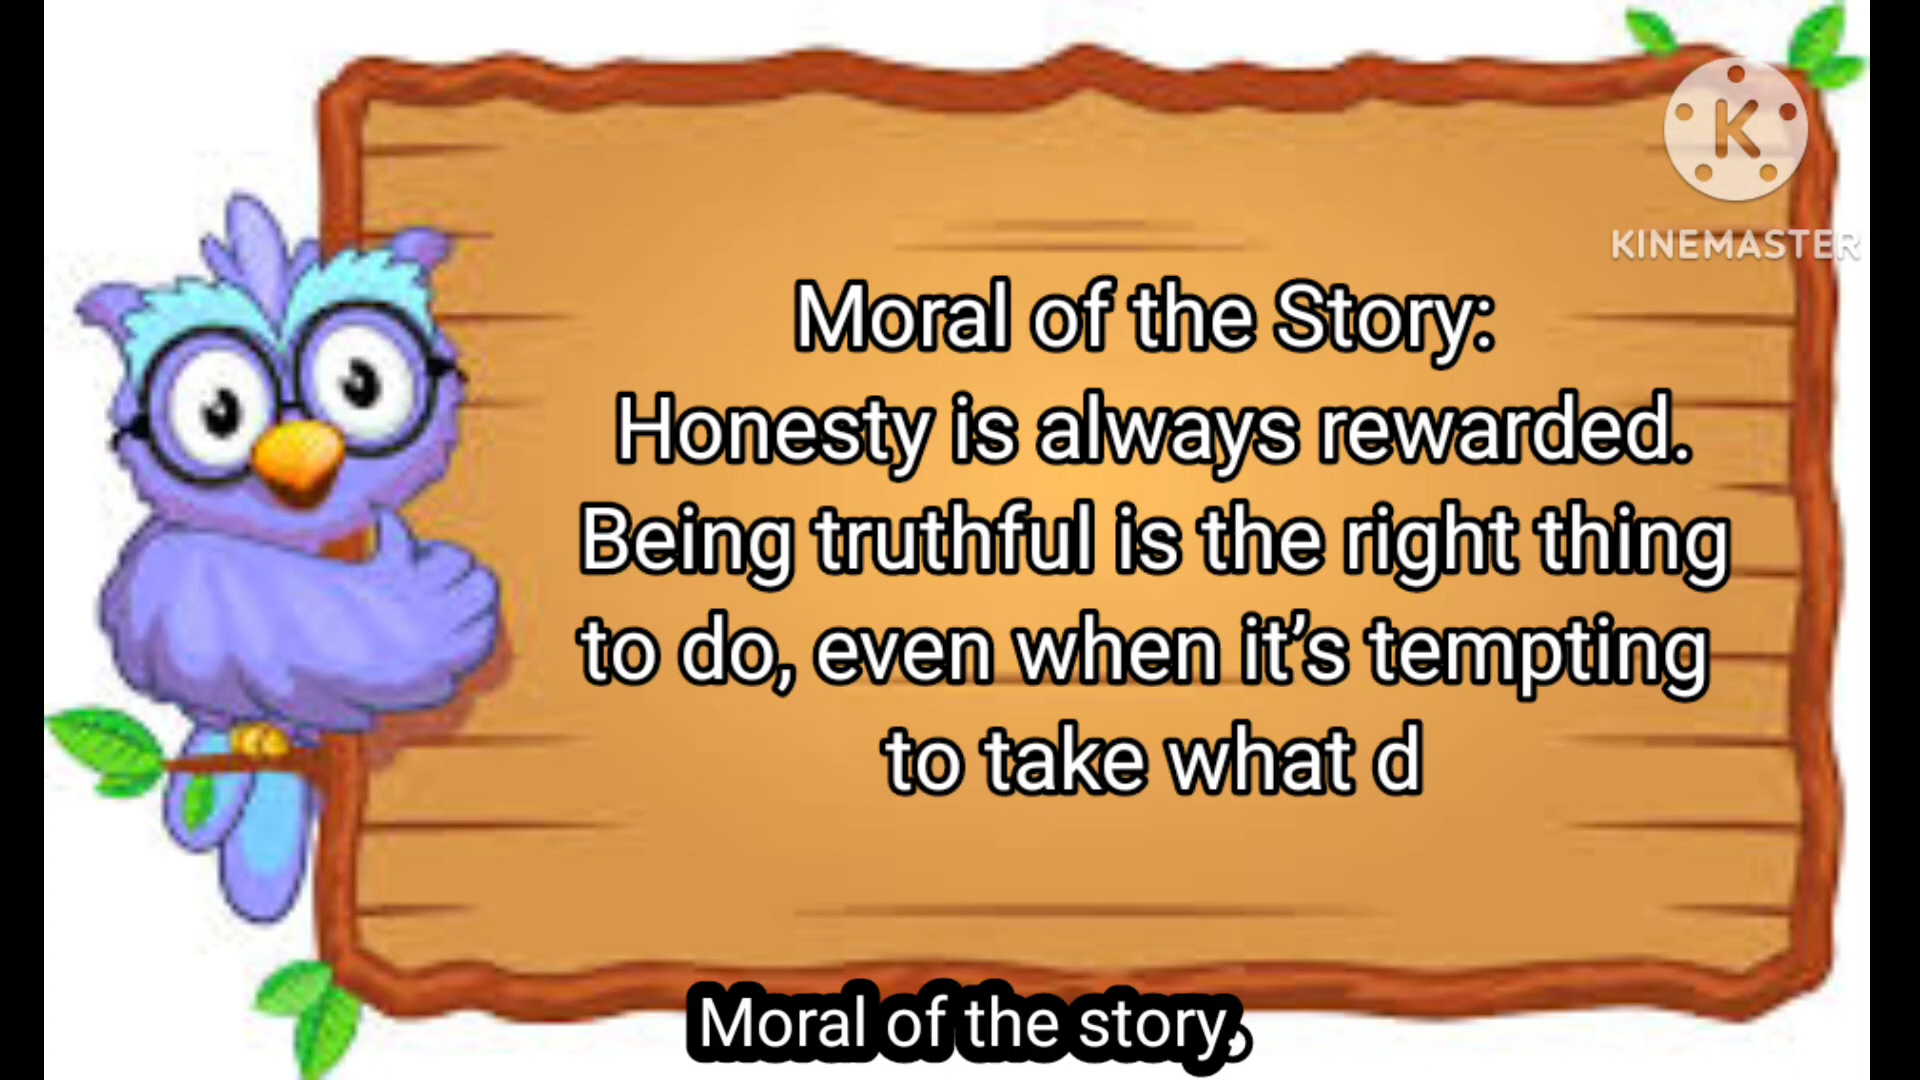 K
KINEMASTER
Moral of the Story:
Honesty is always rewarded.
Being truthful is the right thing
to do, even when it’s tempting
to take what d
Moral of the story,